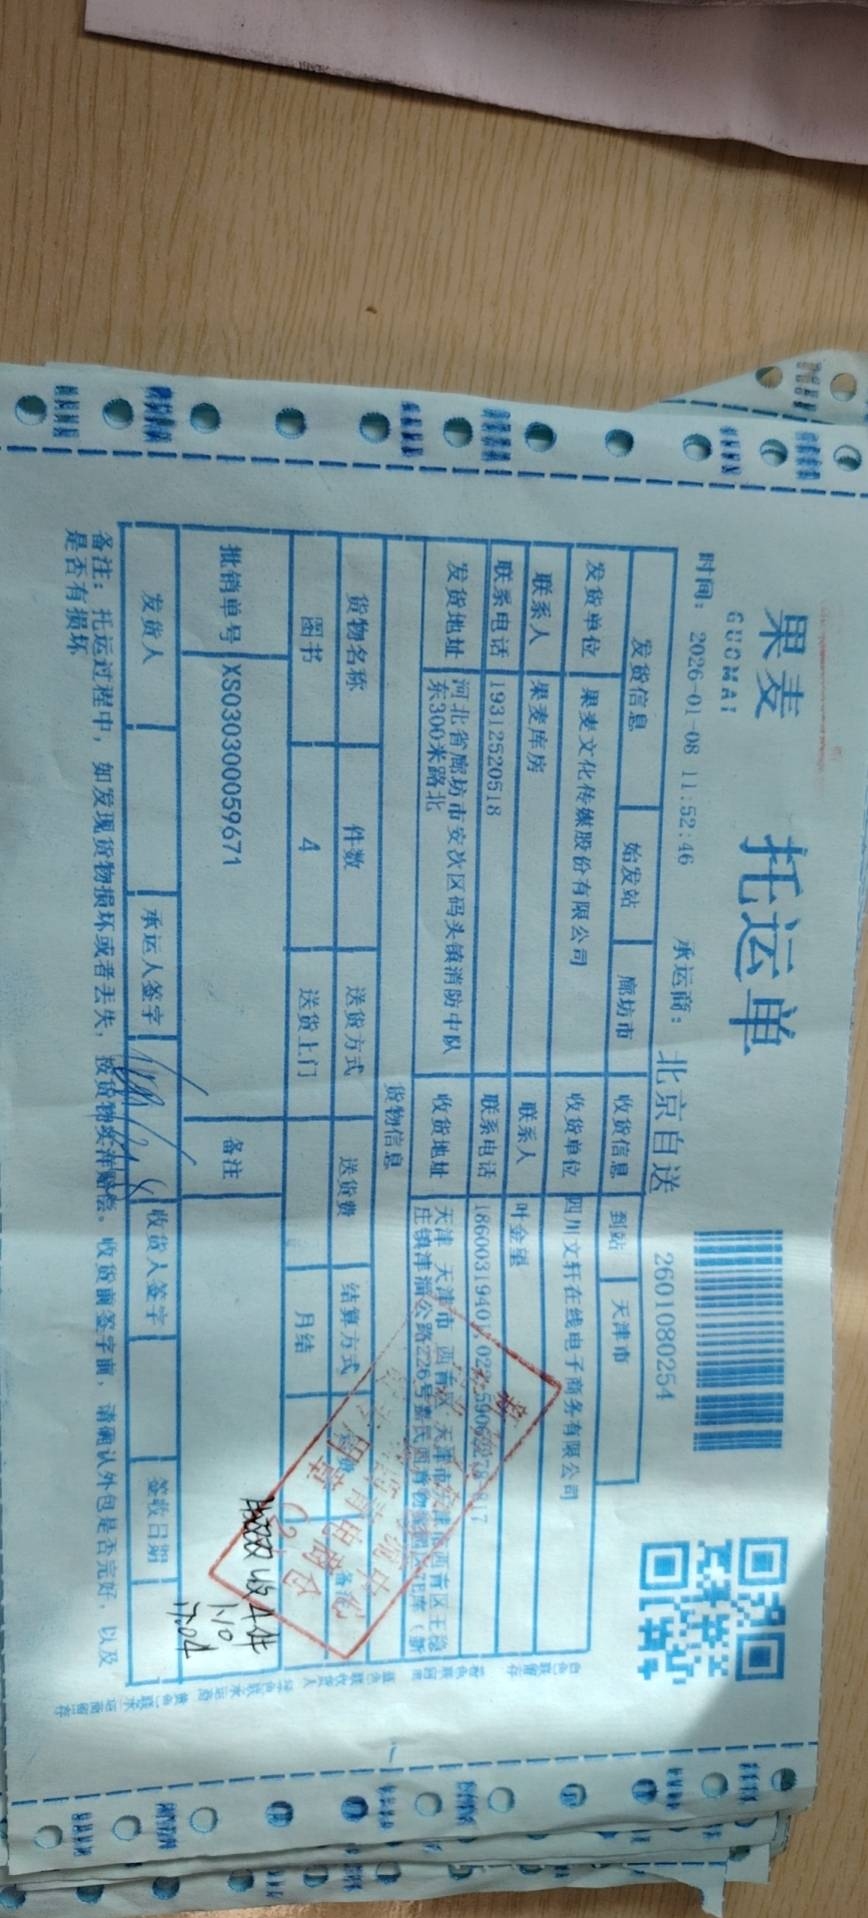 果麦
GUOMAI
托运单
时间: 2026-01-08 11:52:46 承运商: 北京自送 2601080254
发货信息 始发站 廊坊市 收货信息 到站 天津市
发货单位 果麦文化传媒股份有限公司 收货单位 四川文轩在线电子商务有限公司
联系人 果麦库房 联系人 叶金望
联系电话 19312520518 联系电话
发货地址 河北省廊坊市安次区码头镇消防中队东300米路北 收货地址 天津 天津市 西青区 天津市
庄镇津淄公路226号
货物信息
货物名称 件数 送货方式 送货费 结算方式 备注
图书 4 送货上门 月结
批销单号 XS030300059671 备注
收4件
1.10
17:04
发货人 承运人签字 收货人签字 签收日期
备注: 托运过程中, 如发现货物损坏或者丢失, 按货物实洋赔偿。收货前签字前, 请确认外包是否完好, 以及
是否有损坏